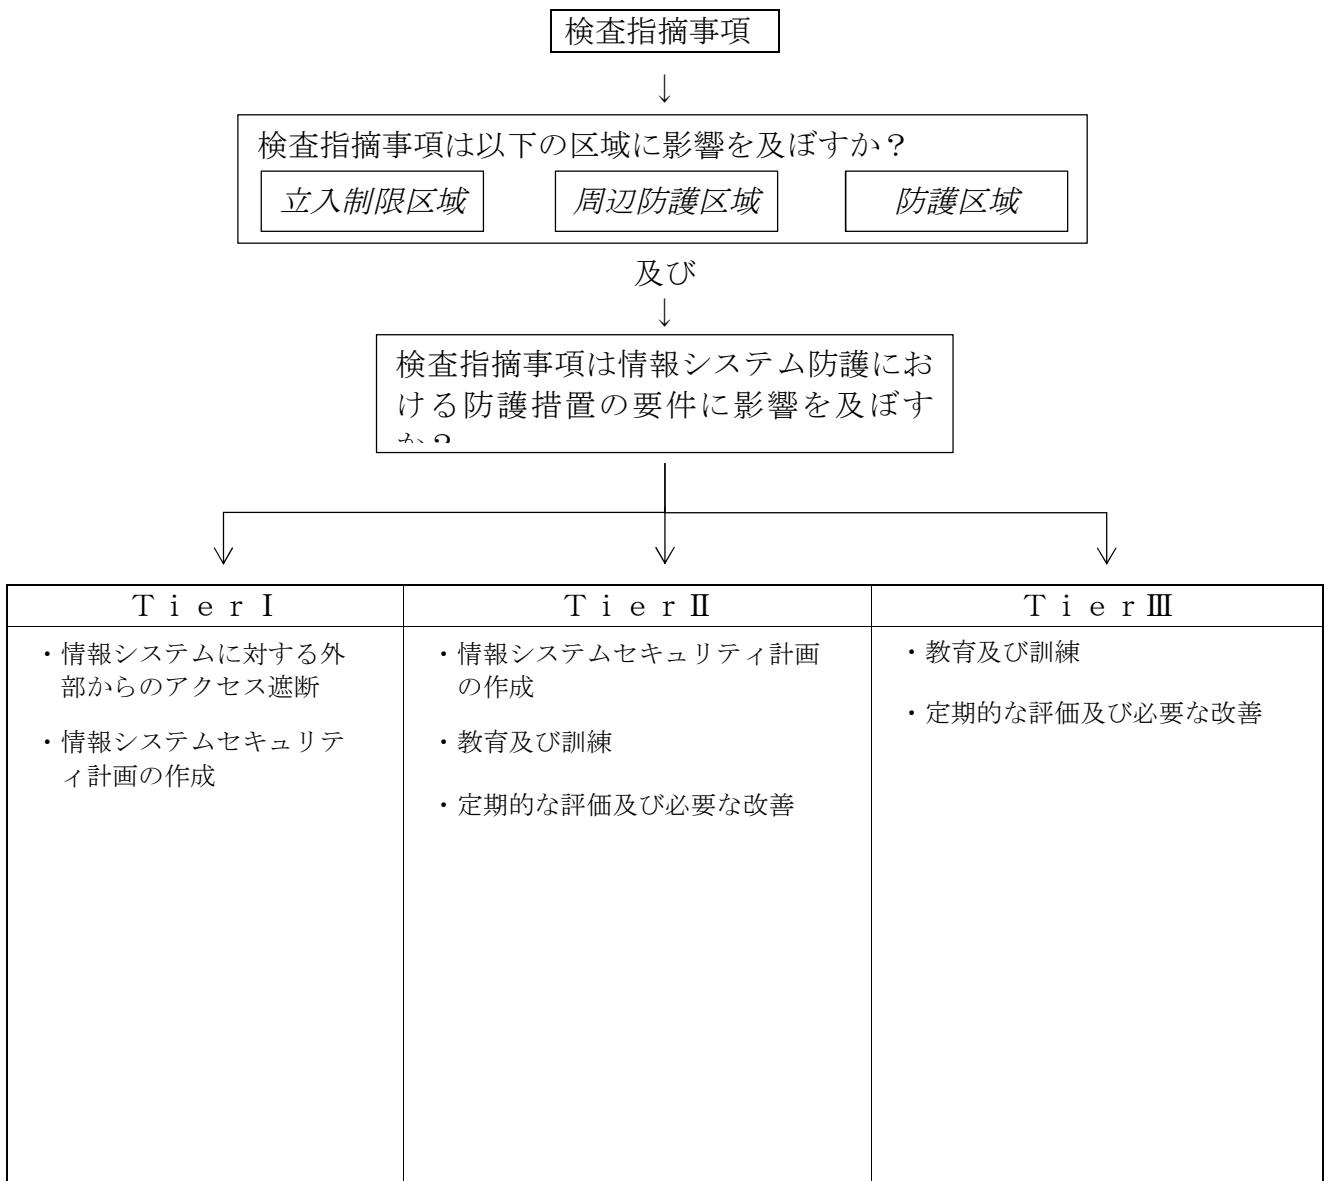 検査指摘事項
↓
検査指摘事項は以下の区域に影響を及ぼすか？
立入制限区域 周辺防護区域 防護区域
及び
↓
検査指摘事項は情報システム防護にお
ける防護措置の要件に影響を及ぼす
か？
ＴｉｅｒⅠ ＴｉｅｒⅡ ＴｉｅｒⅢ
・情報システムに対する外
部からのアクセス遮断
・情報システムセキュリテ
ィ計画の作成
・情報システムセキュリティ計画
の作成
・教育及び訓練
・定期的な評価及び必要な改善
・教育及び訓練
・定期的な評価及び必要な改善